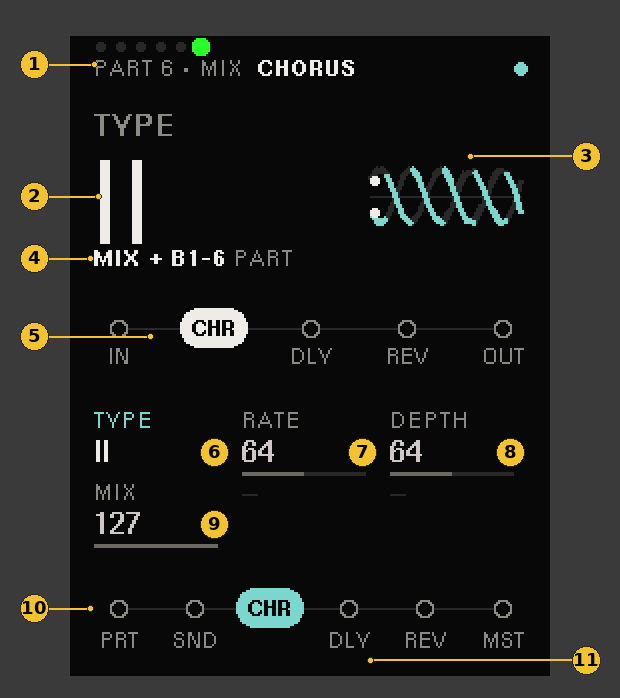 1 PART 6 · MIX CHORUS
TYPE
3
2 II
4 MIX + B1-6 PART
5 CHR
IN DLY REV OUT
TYPE RATE DEPTH
II 6 64 7 64 8
MIX — —
127 9
10 CHR
PRT SND DLY REV MST
11